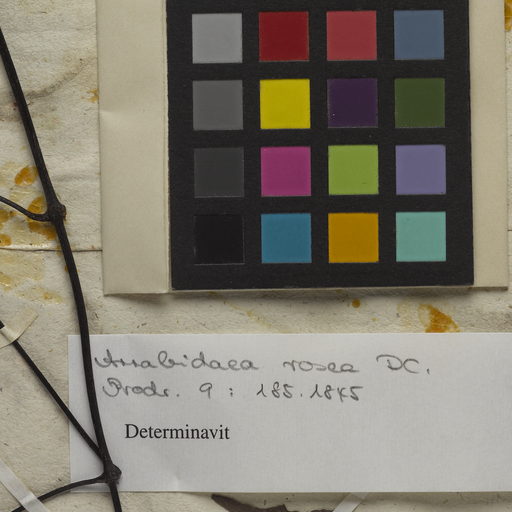 Arrabidaea rosea DC.
Prodr. 9 : 185. 1845
Determinavit